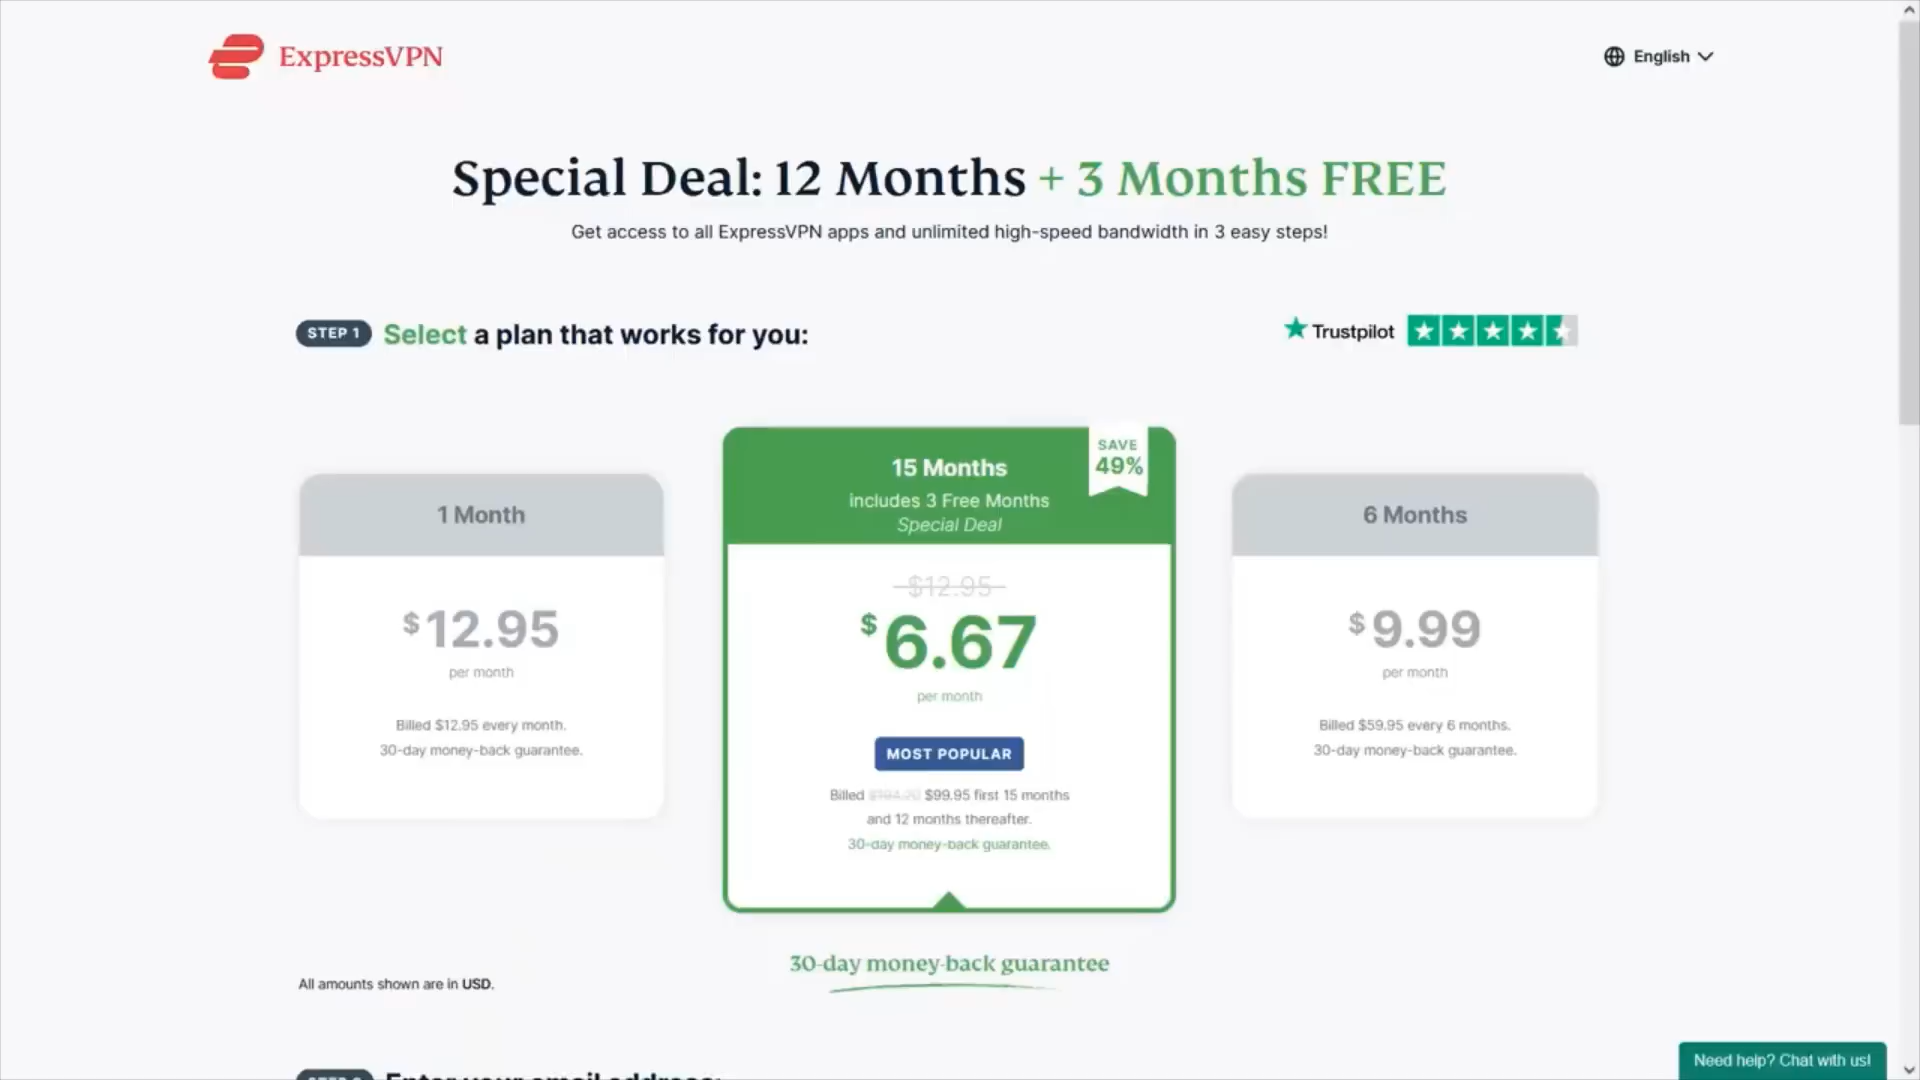 ExpressVPN
English
Special Deal: 12 Months + 3 Months FREE
Get access to all ExpressVPN apps and unlimited high-speed bandwidth in 3 easy steps!
STEP 1 Select a plan that works for you:
Trustpilot
1 Month
$12.95
per month
Billed $12.95 every month.
30-day money-back guarantee.
SAVE
49%
15 Months
includes 3 Free Months
Special Deal
$12.95
$6.67
per month
MOST POPULAR
Billed $194.20 $99.95 first 15 months
and 12 months thereafter.
30-day money-back guarantee.
6 Months
$9.99
per month
Billed $59.95 every 6 months.
30-day money-back guarantee.
30-day money-back guarantee
All amounts shown are in USD.
Need help? Chat with us!
Enter your email address: